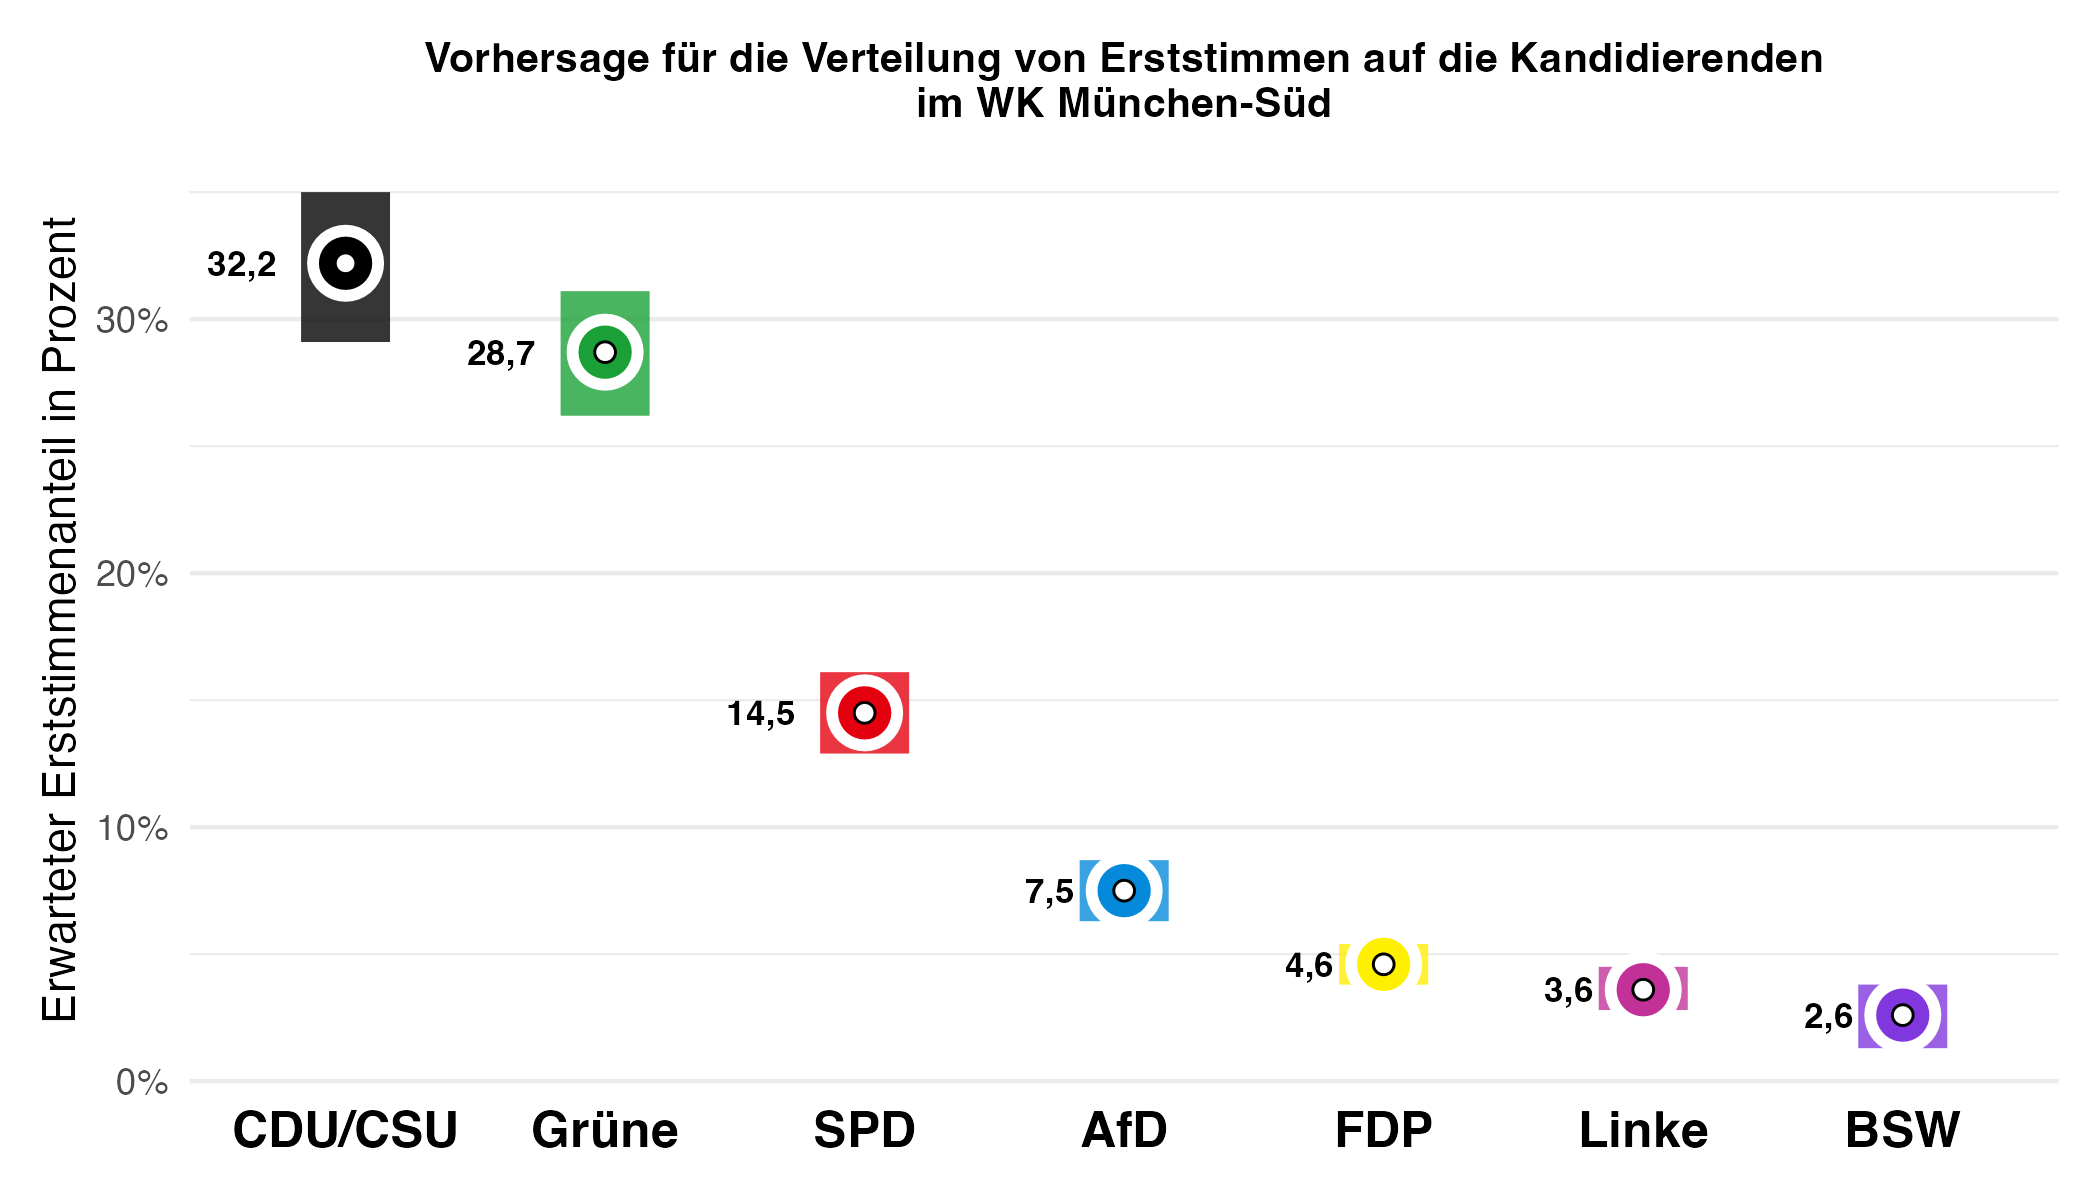 Vorhersage für die Verteilung von Erststimmen auf die Kandidierenden
im WK München-Süd
Erwarteter Erststimmenanteil in Prozent
32,2
30%
28,7
20%
14,5
10%
7,5
4,6
3,6
2,6
0%
CDU/CSU Grüne SPD AfD FDP Linke BSW